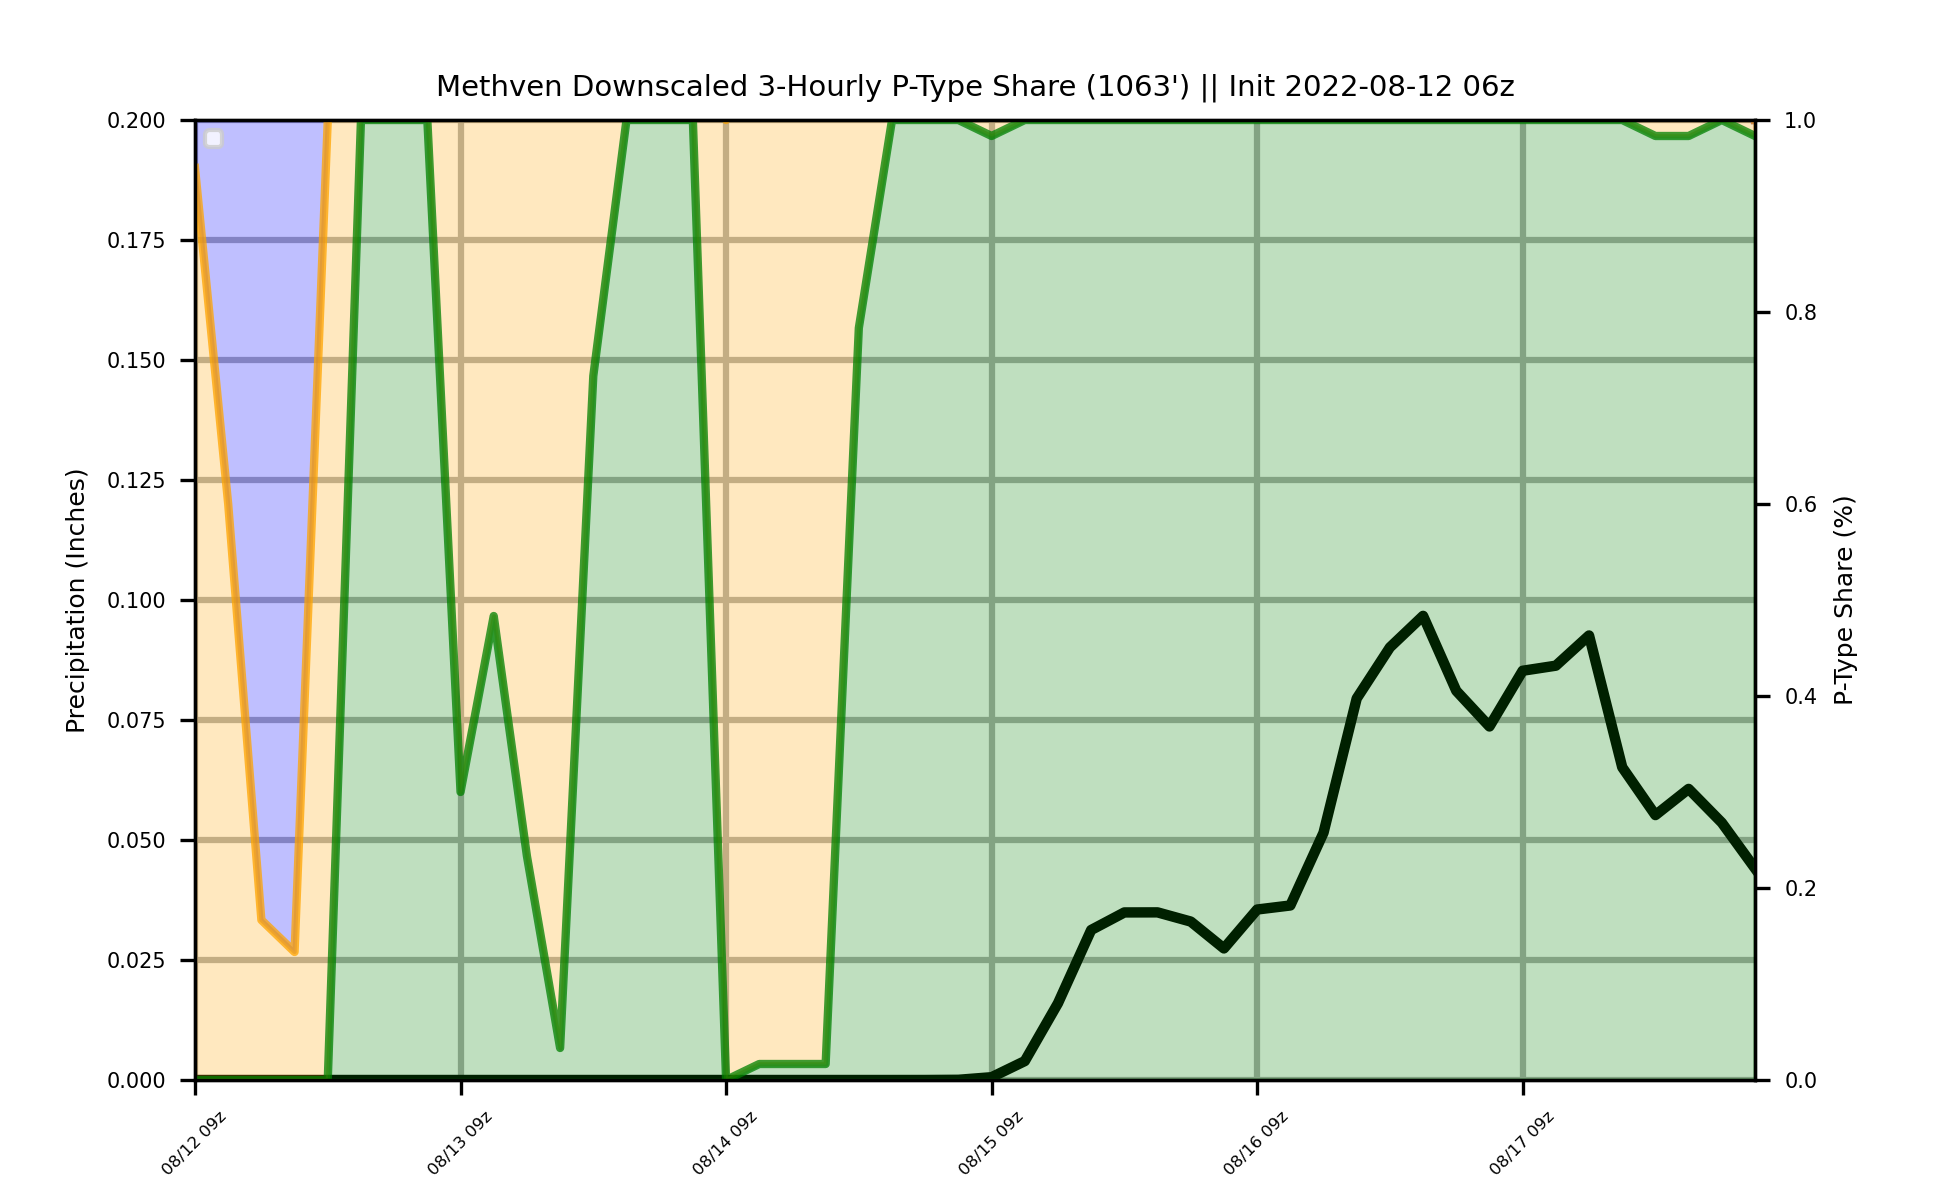 Methven Downscaled 3-Hourly P-Type Share (1063') || Init 2022-08-12 06z
Precipitation (Inches)
0.200
0.175
0.150
0.125
0.100
0.075
0.050
0.025
0.000
1.0
0.8
0.6
0.4
0.2
0.0
P-Type Share (%)
08/12 09z
08/13 09z
08/14 09z
08/15 09z
08/16 09z
08/17 09z